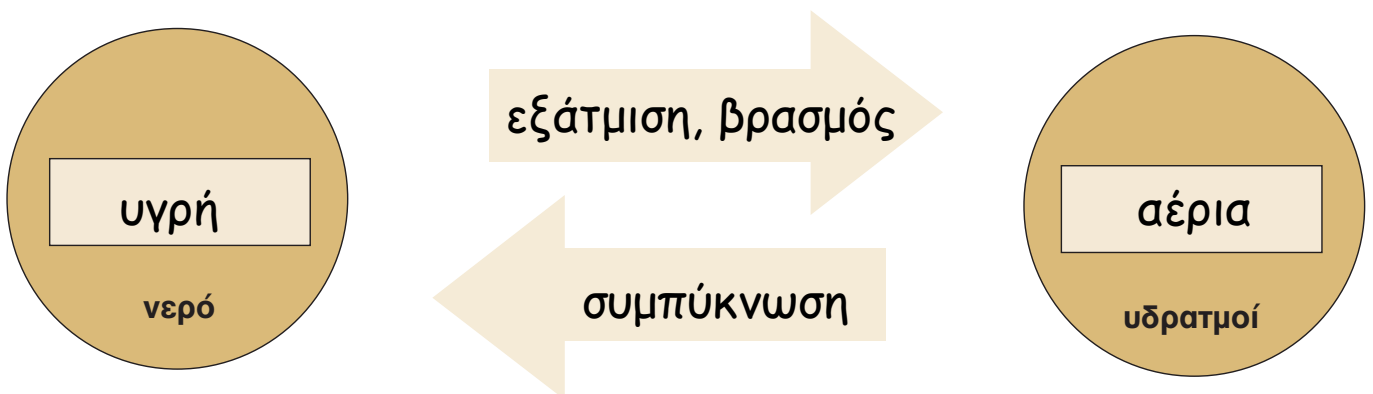 εξάτμιση, βρασμός
υγρή
αέρια
νερό
συμπύκνωση
υδρατμοί